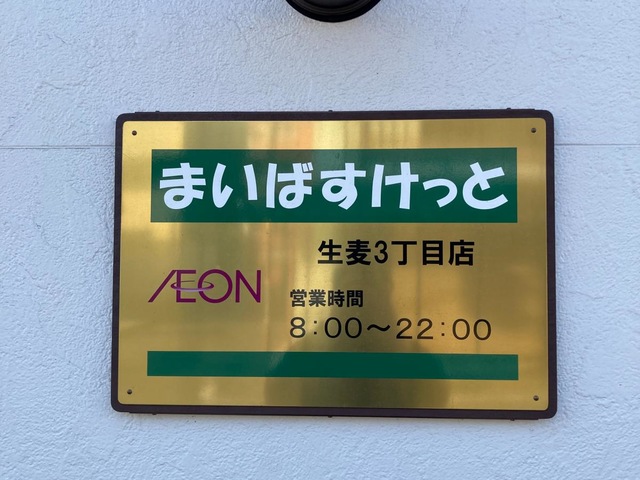 まいばすけっと
生麦3丁目店
ÆON
営業時間
8:00～22:00